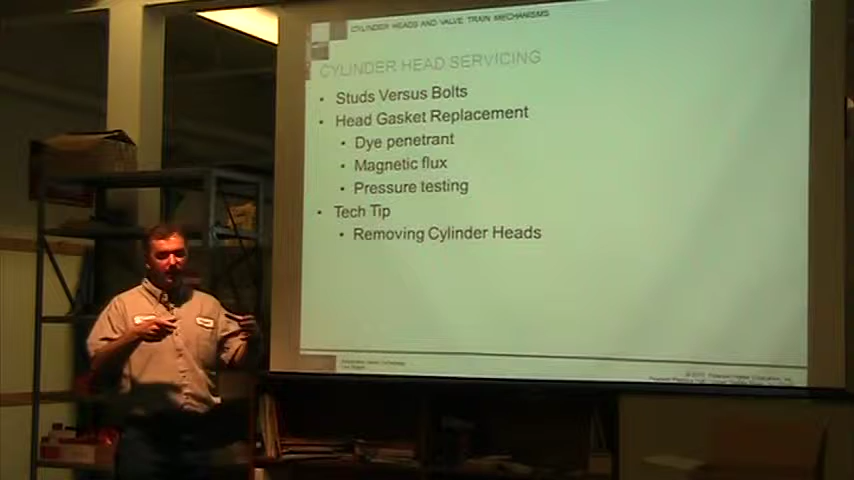 CYLINDER HEADS AND VALVE TRAIN MECHANISMS
CYLINDER HEAD SERVICING
• Studs Versus Bolts
• Head Gasket Replacement
• Dye penetrant
• Magnetic flux
• Pressure testing
• Tech Tip
• Removing Cylinder Heads